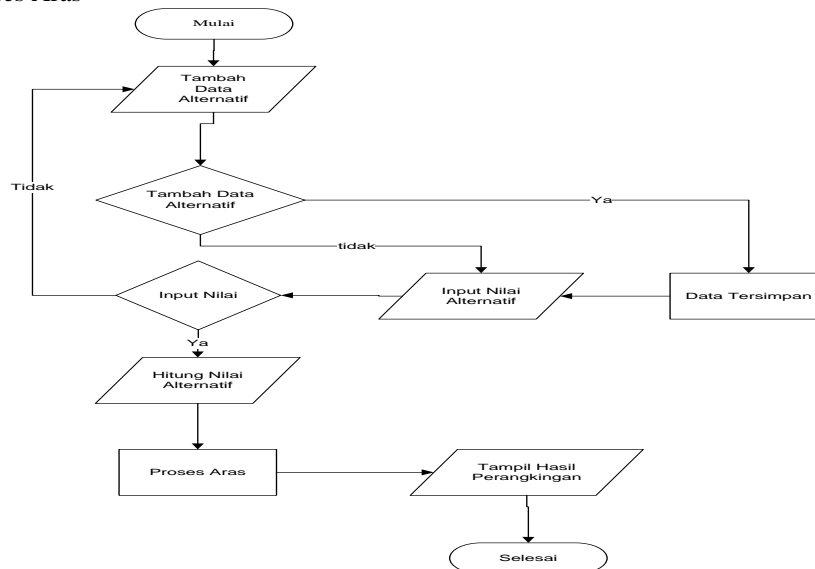 Mulai
Tambah
Data
Alternatif
Tidak
Tambah Data
Alternatif
Ya
tidak
Input Nilai
Input Nilai
Alternatif
Data Tersimpan
Ya
Hitung Nilai
Alternatif
Proses Aras
Tampil Hasil
Perangkingan
Selesai